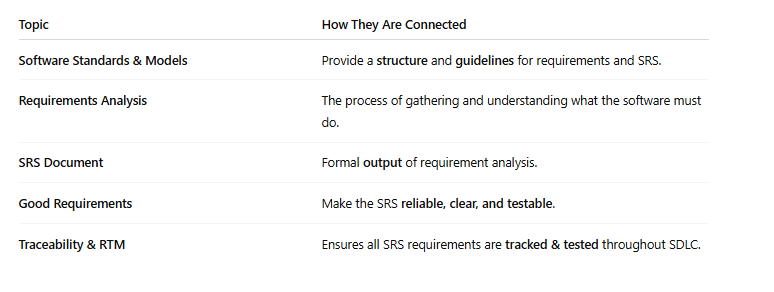 Topic How They Are Connected
Software Standards & Models Provide a structure and guidelines for requirements and SRS.
Requirements Analysis The process of gathering and understanding what the software must
do.
SRS Document Formal output of requirement analysis.
Good Requirements Make the SRS reliable, clear, and testable.
Traceability & RTM Ensures all SRS requirements are tracked & tested throughout SDLC.